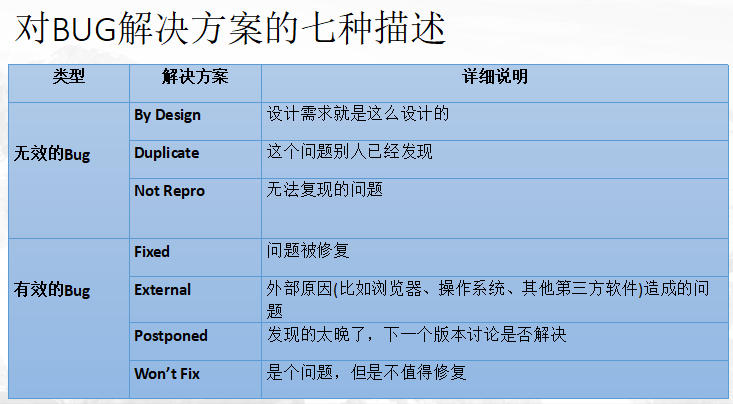 对BUG解决方案的七种描述
类型 解决方案 详细说明
无效的Bug
By Design 设计需求就是这么设计的
Duplicate 这个问题别人已经发现
Not Repro 无法复现的问题
有效的Bug
Fixed 问题被修复
External 外部原因(比如浏览器、操作系统、其他第三方软件)造成的问
题
Postponed 发现的太晚了，下一个版本讨论是否解决
Won’t Fix 是个问题，但是不值得修复